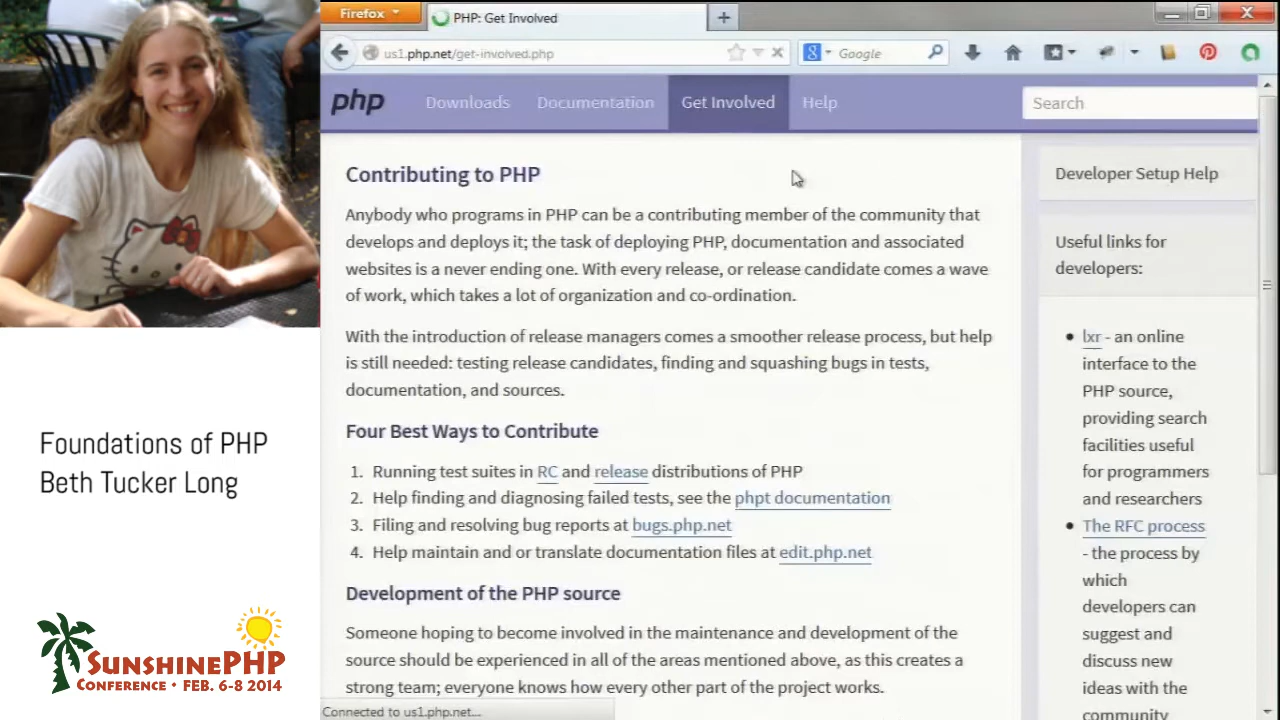 Firefox
PHP: Get Involved
us1.php.net/get-involved.php
Google
php
Downloads
Documentation
Get Involved
Help
Search
Contributing to PHP
Anybody who programs in PHP can be a contributing member of the community that
develops and deploys it; the task of deploying PHP, documentation and associated
websites is a never ending one. With every release, or release candidate comes a wave
of work, which takes a lot of organization and co-ordination.
With the introduction of release managers comes a smoother release process, but help
is still needed: testing release candidates, finding and squashing bugs in tests,
documentation, and sources.
Four Best Ways to Contribute
1. Running test suites in RC and release distributions of PHP
2. Help finding and diagnosing failed tests, see the phpt documentation
3. Filing and resolving bug reports at bugs.php.net
4. Help maintain and or translate documentation files at edit.php.net
Development of the PHP source
Someone hoping to become involved in the maintenance and development of the
source should be experienced in all of the areas mentioned above, as this creates a
strong team; everyone knows how every other part of the project works.
Connected to us1.php.net...
Developer Setup Help
Useful links for
developers:
lxr - an online
interface to the
PHP source,
providing search
facilities useful
for programmers
and researchers
The RFC process
- the process by
which
developers can
suggest and
discuss new
ideas with the
community
Foundations of PHP
Beth Tucker Long
SunshinePHP
Conference • Feb. 6-8 2014